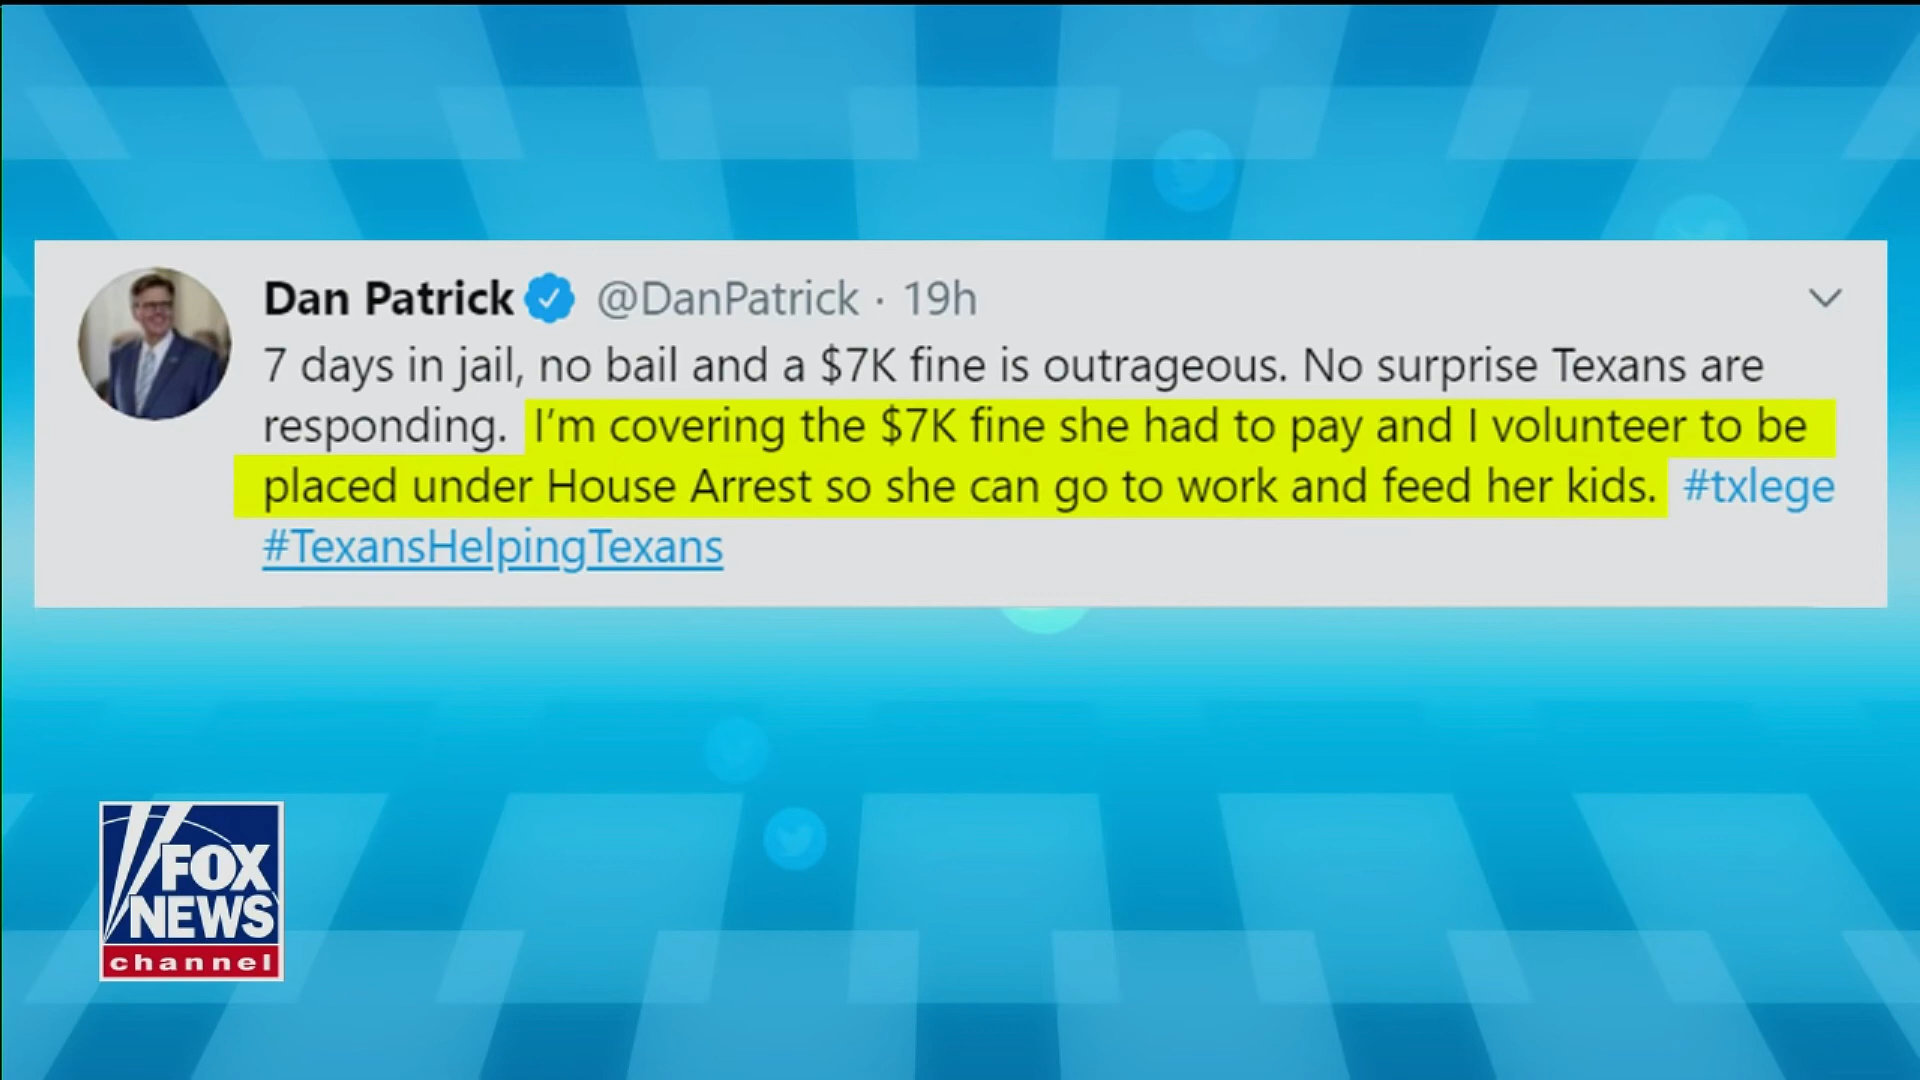 Dan Patrick @DanPatrick · 19h
7 days in jail, no bail and a $7K fine is outrageous. No surprise Texans are
responding. I'm covering the $7K fine she had to pay and I volunteer to be
placed under House Arrest so she can go to work and feed her kids. #txlege
#TexansHelpingTexans
FOX
NEWS
channel